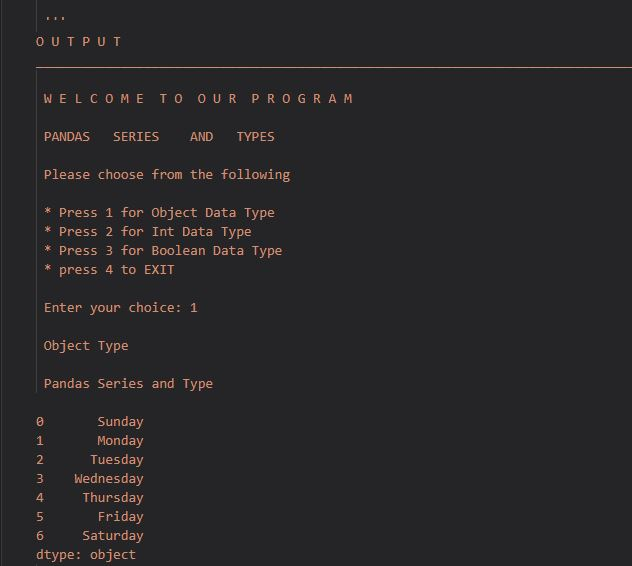 '''
O U T P U T
___________________________________________________________________________
W E L C O M E  T O  O U R  P R O G R A M
PANDAS   SERIES    AND   TYPES
Please choose from the following
* Press 1 for Object Data Type
* Press 2 for Int Data Type
* Press 3 for Boolean Data Type
* press 4 to EXIT
Enter your choice: 1
Object Type
Pandas Series and Type
0       Sunday
1       Monday
2      Tuesday
3    Wednesday
4     Thursday
5       Friday
6     Saturday
dtype: object